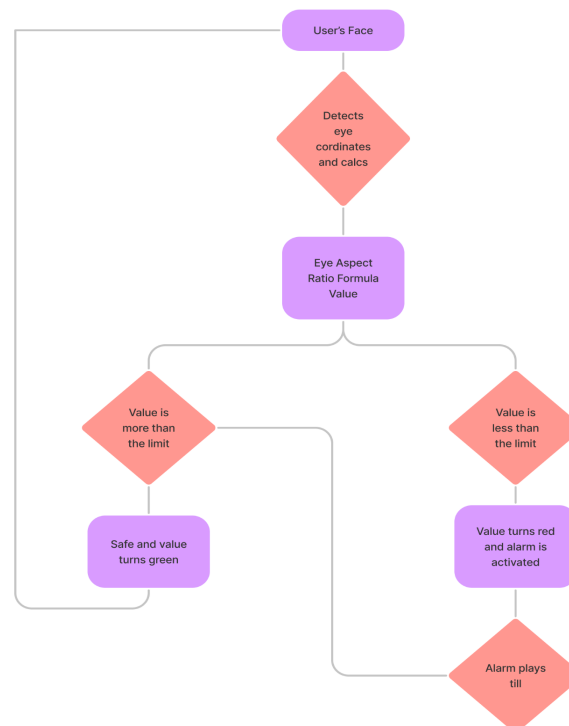 User's Face
Detects
eye
cordinates
and calcs
Eye Aspect
Ratio Formula
Value
Value is
more than
the limit
Value is
less than
the limit
Safe and value
turns green
Value turns red
and alarm is
activated
Alarm plays
till